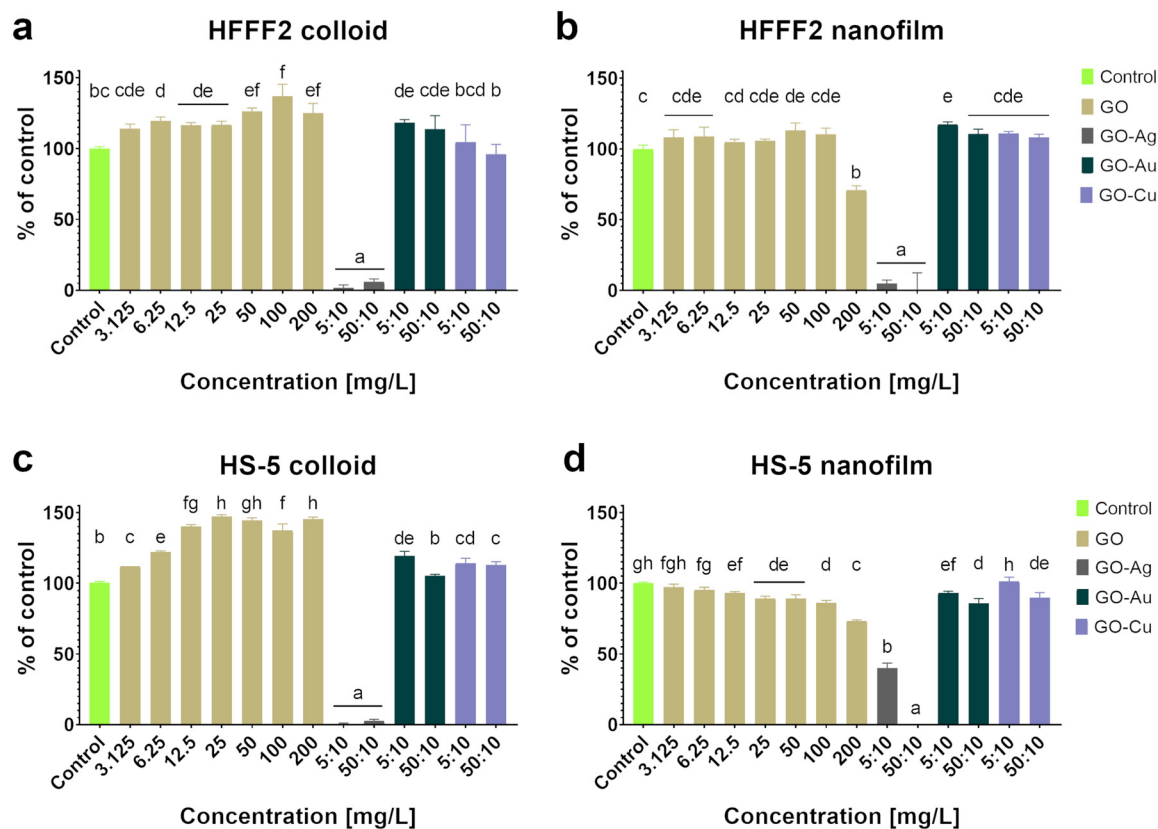 a
HFFF2 colloid
% of control
150
100
50
0
bc cde d de ef f ef a de cde bcd b
Control 3.125 6.25 12.5 25 50 100 200 5:10 50:10 5:10 50:10 5:10 50:10
Concentration [mg/L]
b
HFFF2 nanofilm
% of control
150
100
50
0
c cde cd cde de cde b a e cde
Control 3.125 6.25 12.5 25 50 100 200 5:10 50:10 5:10 50:10 5:10 50:10
Concentration [mg/L]
Control
GO
GO-Ag
GO-Au
GO-Cu
c
HS-5 colloid
% of control
150
100
50
0
b c e fg h gh f h a de b cd c
Control 3.125 6.25 12.5 25 50 100 200 5:10 50:10 5:10 50:10 5:10 50:10
Concentration [mg/L]
d
HS-5 nanofilm
% of control
150
100
50
0
gh fgh fg ef de d c b a ef d h de
Control 3.125 6.25 12.5 25 50 100 200 5:10 50:10 5:10 50:10 5:10 50:10
Concentration [mg/L]
Control
GO
GO-Ag
GO-Au
GO-Cu